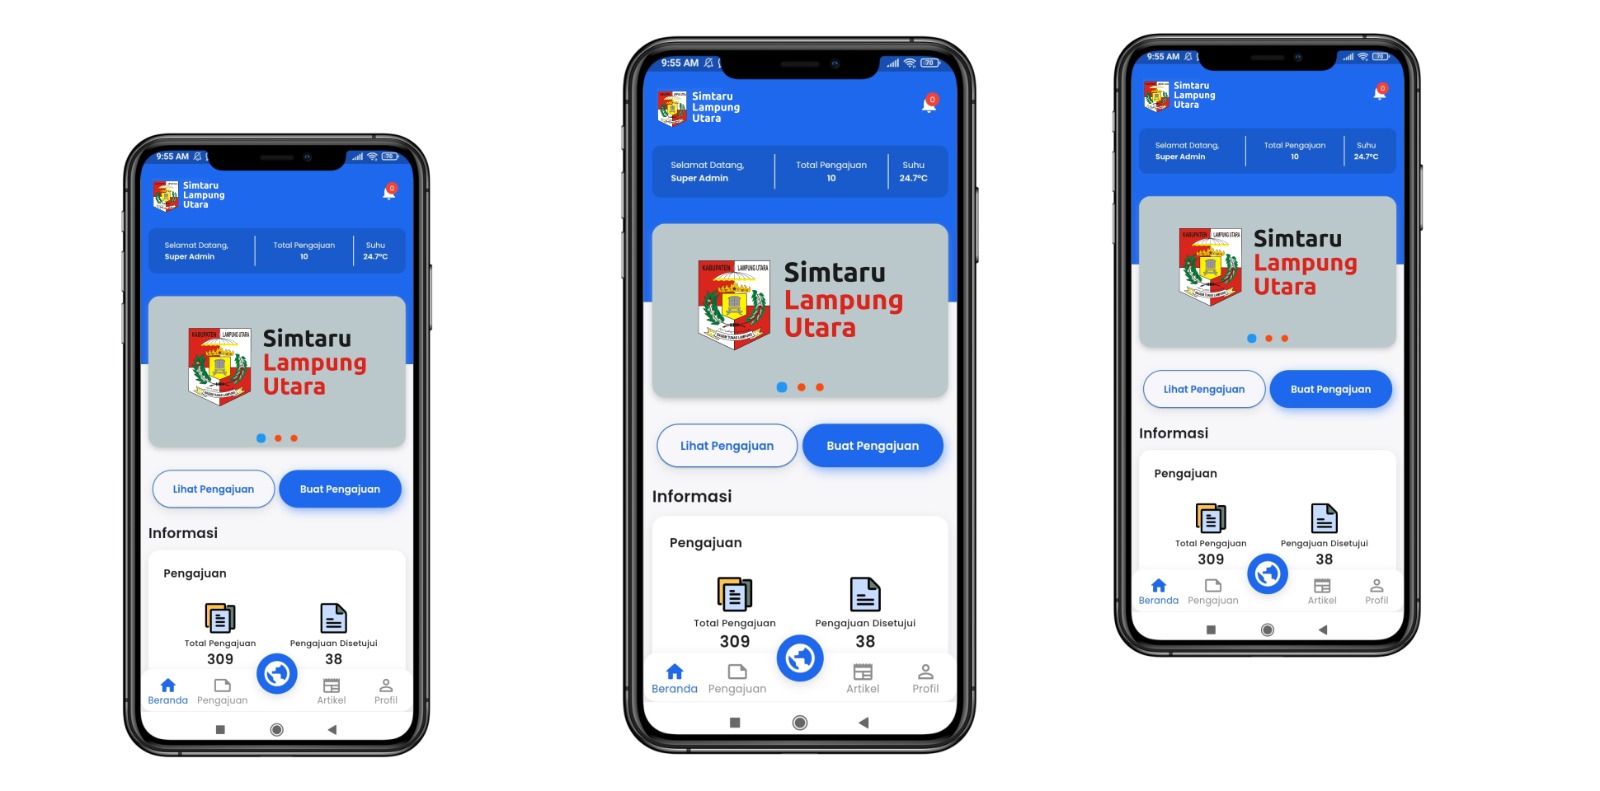 9:55 AM
70
Simtaru
Lampung
Utara
0
Selamat Datang,
Super Admin
Total Pengajuan
10
Suhu
24.7°C
KABUPATEN LAMPUNG UTARA
Simtaru
Lampung
Utara
Lihat Pengajuan
Buat Pengajuan
Informasi
Pengajuan
Total Pengajuan
309
Pengajuan Disetujui
38
Beranda
Pengajuan
Artikel
Profil
9:55 AM
70
Simtaru
Lampung
Utara
0
Selamat Datang,
Super Admin
Total Pengajuan
10
Suhu
24.7°C
KABUPATEN LAMPUNG UTARA
Simtaru
Lampung
Utara
Lihat Pengajuan
Buat Pengajuan
Informasi
Pengajuan
Total Pengajuan
309
Pengajuan Disetujui
38
Beranda
Pengajuan
Artikel
Profil
9:55 AM
70
Simtaru
Lampung
Utara
0
Selamat Datang,
Super Admin
Total Pengajuan
10
Suhu
24.7°C
KABUPATEN LAMPUNG UTARA
Simtaru
Lampung
Utara
Lihat Pengajuan
Buat Pengajuan
Informasi
Pengajuan
Total Pengajuan
309
Pengajuan Disetujui
38
Beranda
Pengajuan
Artikel
Profil